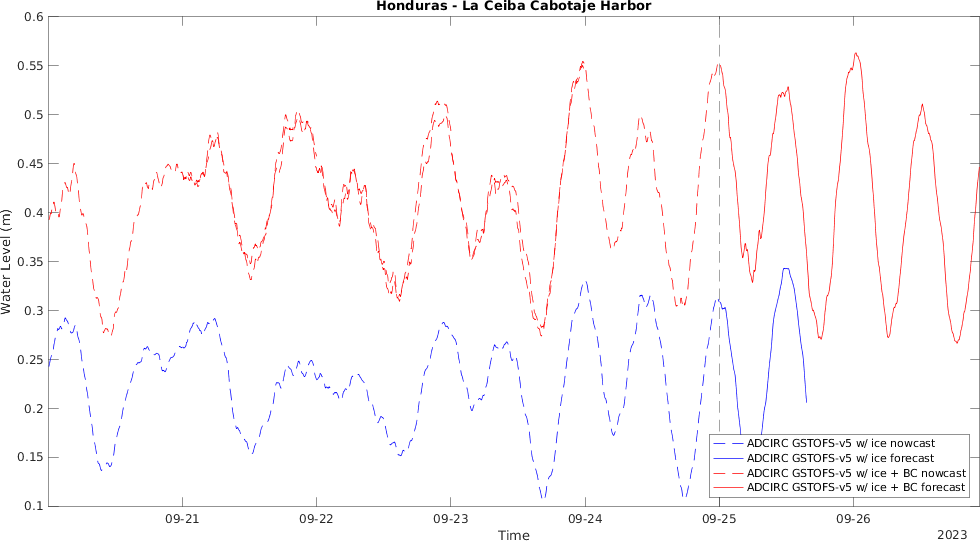 Honduras - La Ceiba Cabotaje Harbor
0.6
0.55
0.5
0.45
0.4
0.35
0.3
0.25
0.2
0.15
0.1
Water Level (m)
ADCIRC GSTOFS-v5 w/ ice nowcast
ADCIRC GSTOFS-v5 w/ ice forecast
ADCIRC GSTOFS-v5 w/ ice + BC nowcast
ADCIRC GSTOFS-v5 w/ ice + BC forecast
09-21 09-22 09-23 09-24 09-25 09-26
Time
2023